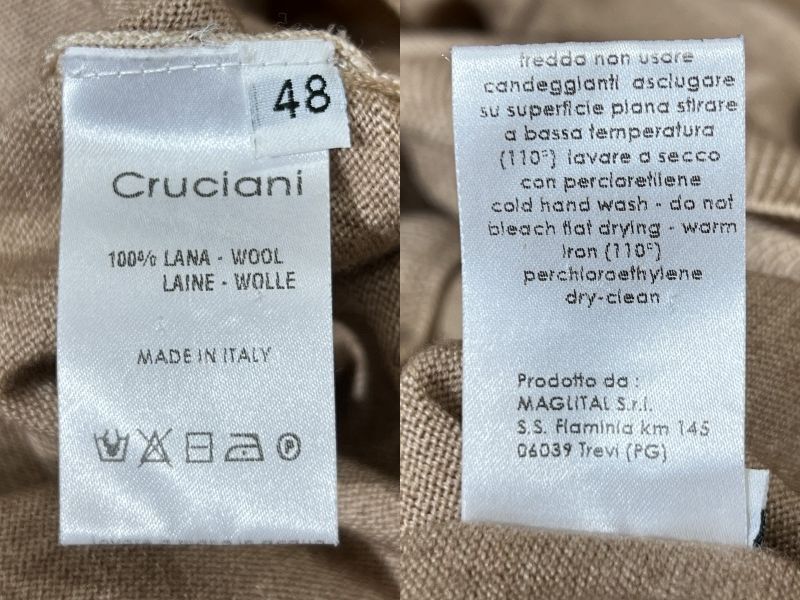 48
Cruciani
100% LANA - WOOL
LAINE - WOLLE
MADE IN ITALY
P
freddo non usare
candeggianti asciugare
su superficie piana stirare
a bassa temperatura
(110°) lavare a secco
con percloretilene
cold hand wash - do not
bleach flat drying - warm
iron (110°)
perchloroethylene
dry-clean
Prodotto da :
MAGLITAL S.r.l.
S.S. Flaminia km 145
06039 Trevi (PG)